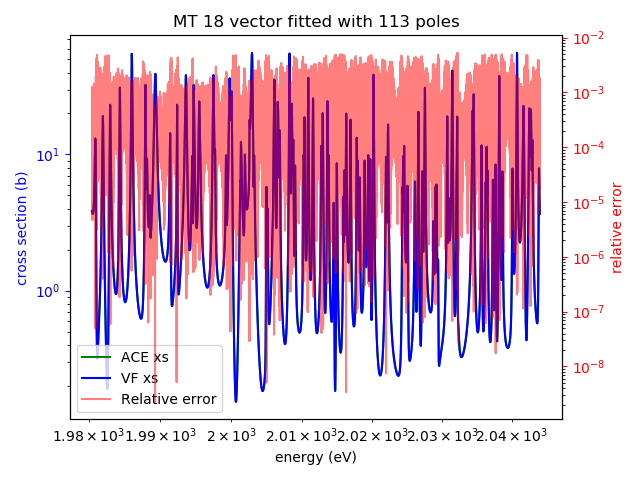 MT 18 vector fitted with 113 poles
cross section (b)
10¹
10⁰
10⁻²
10⁻³
10⁻⁴
10⁻⁵
10⁻⁶
10⁻⁷
10⁻⁸
relative error
ACE xs
VF xs
Relative error
1.98 × 10³ 1.99 × 10³ 2 × 10³ 2.01 × 10³ 2.02 × 10³ 2.03 × 10³ 2.04 × 10³
energy (eV)